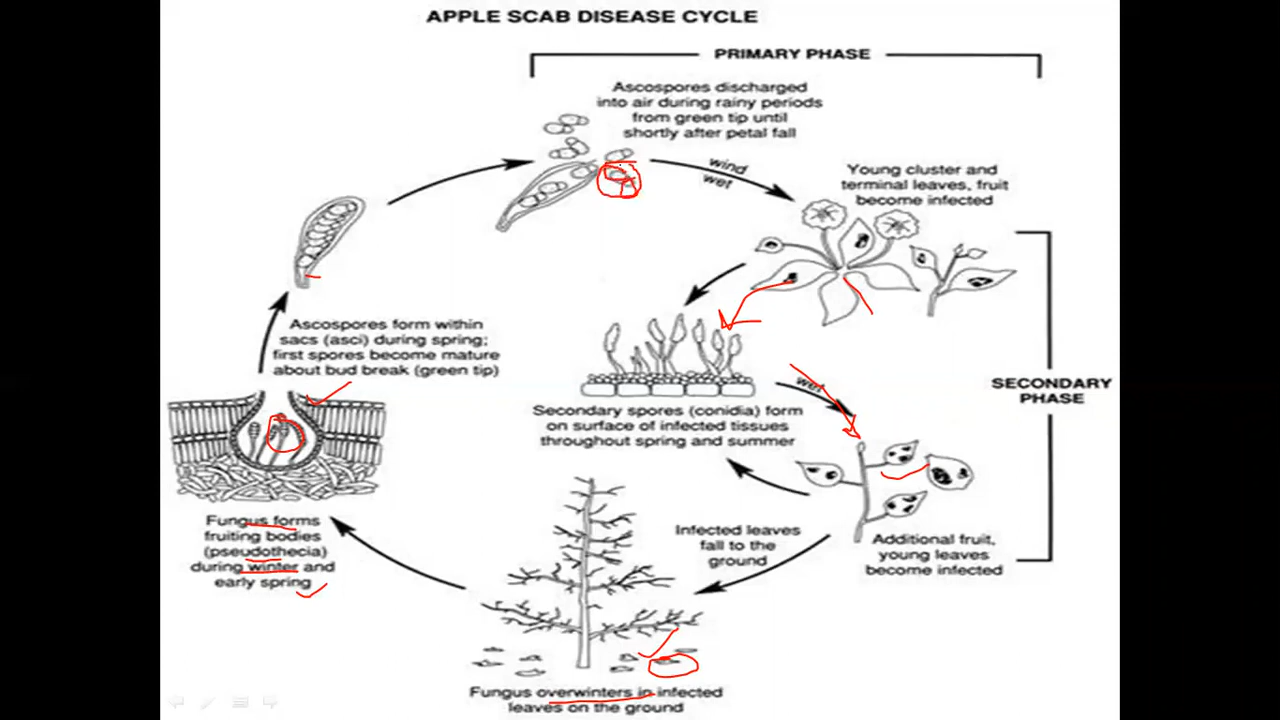 APPLE SCAB DISEASE CYCLE
PRIMARY PHASE
Ascospores discharged
into air during rainy periods
from green tip until
shortly after petal fall
wind
wet
Young cluster and
terminal leaves, fruit
become infected
Ascospores form within
sacs (asci) during spring;
first spores become mature
about bud break (green tip)
wet
SECONDARY
PHASE
Secondary spores (conidia) form
on surface of infected tissues
throughout spring and summer
Fungus forms
fruiting bodies
(pseudothecia)
during winter and
early spring
Infected leaves
fall to the
ground
Additional fruit,
young leaves
become infected
Fungus overwinters in infected
leaves on the ground